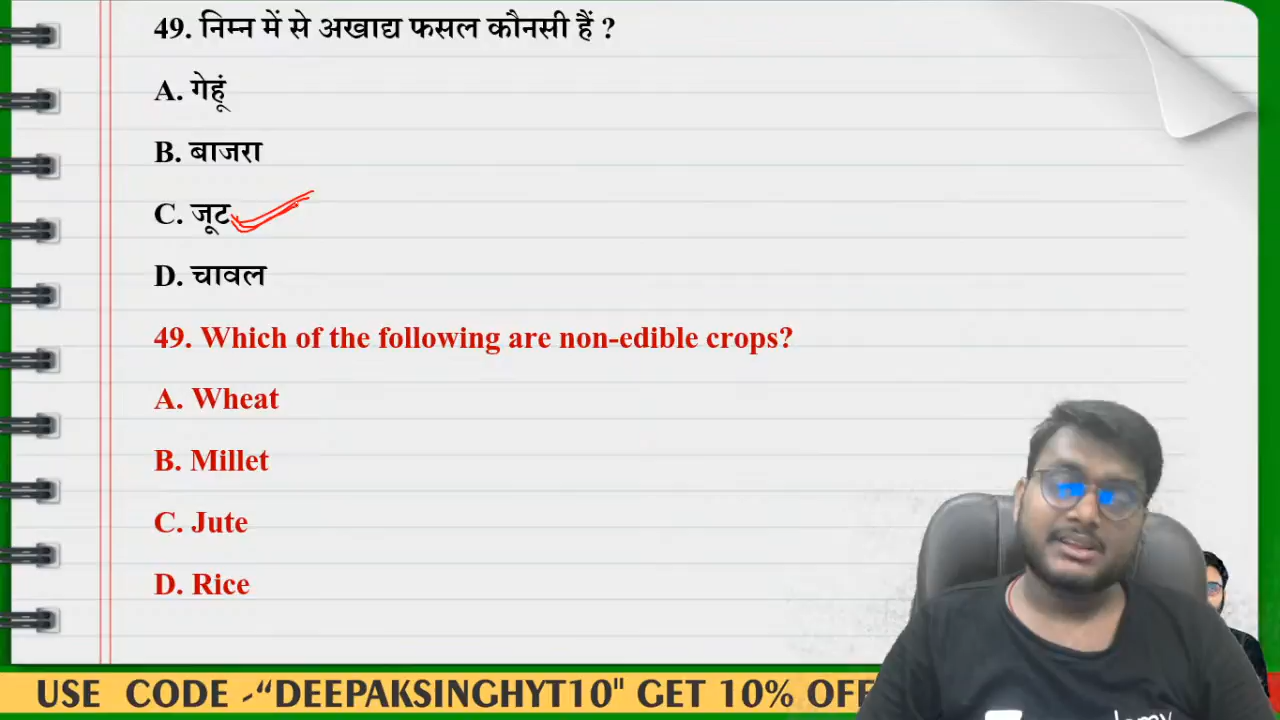 49. निम्न में से अखाद्य फसल कौनसी हैं ?
A. गेहूं
B. बाजरा
C. जूट
D. चावल
49. Which of the following are non-edible crops?
A. Wheat
B. Millet
C. Jute
D. Rice
USE CODE -“DEEPAKSINGHYT10" GET 10% OFF